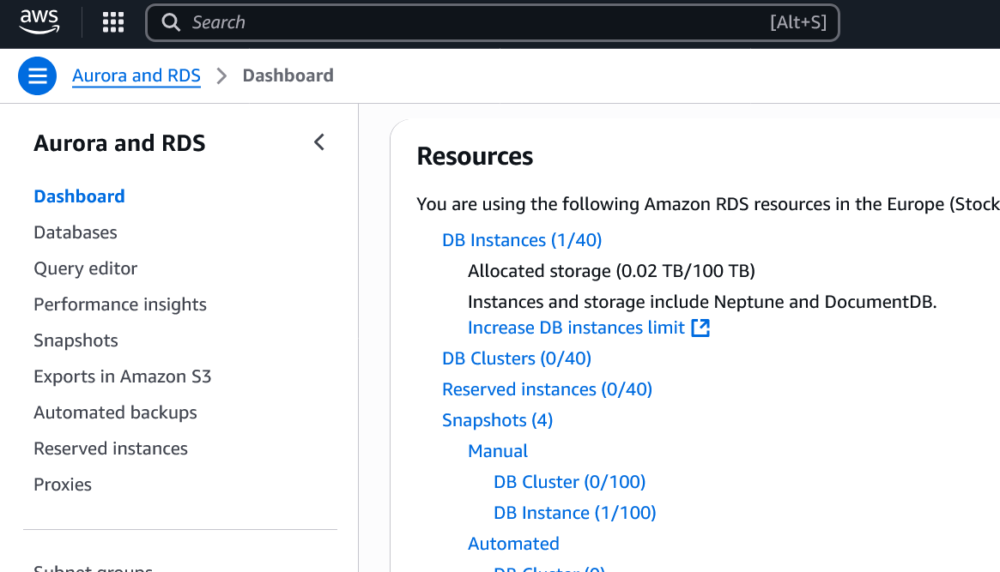 aws
Search [Alt+S]
Aurora and RDS > Dashboard
Aurora and RDS
Dashboard
Databases
Query editor
Performance insights
Snapshots
Exports in Amazon S3
Automated backups
Reserved instances
Proxies
Subnet groups
Resources
You are using the following Amazon RDS resources in the Europe (Stock
DB Instances (1/40)
Allocated storage (0.02 TB/100 TB)
Instances and storage include Neptune and DocumentDB.
Increase DB instances limit
DB Clusters (0/40)
Reserved instances (0/40)
Snapshots (4)
Manual
DB Cluster (0/100)
DB Instance (1/100)
Automated
DB Cluster (0)